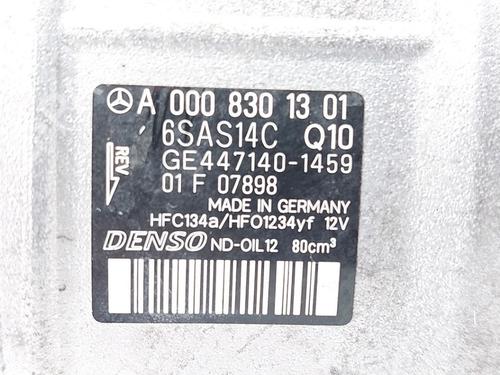 A 000 830 13 01
6SAS14C Q10
REV
GE447140-1459
01 F 07898
MADE IN GERMANY
HFC134a/HFO1234yf 12V
DENSO ND-OIL12 80cm³